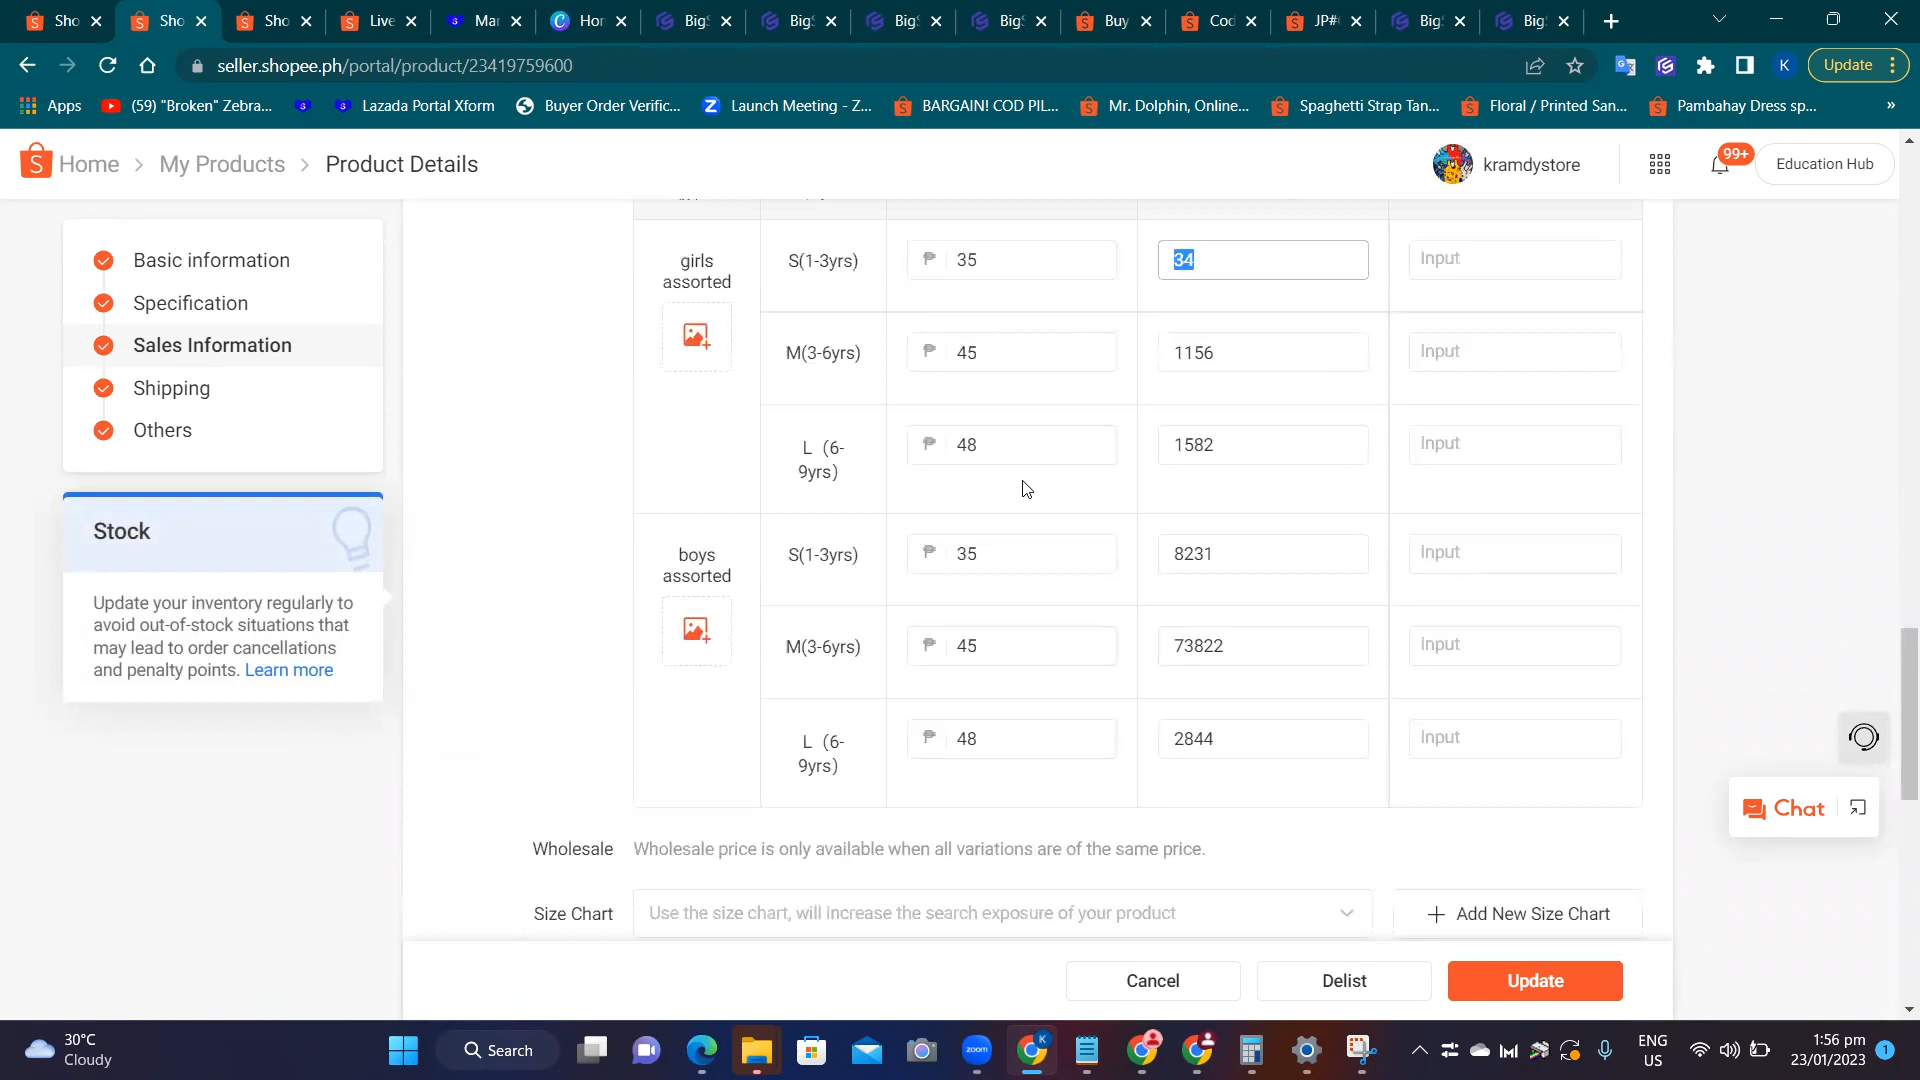 Sho
Sho
Sho
Live
Mar
Hor
BigS
BigS
BigS
BigS
Buy
Cod
JP#
BigS
BigS
seller.shopee.ph/portal/product/23419759600
K
Update
Apps
(59) "Broken" Zebra...
Lazada Portal Xform
Buyer Order Verific...
Launch Meeting - Z...
BARGAIN! COD PIL...
Mr. Dolphin, Online...
Spaghetti Strap Tan...
Floral / Printed San...
Pambahay Dress sp...
»
Home > My Products > Product Details
kramdystore
99+
Education Hub
Basic information
Specification
Sales Information
Shipping
Others
Stock
Update your inventory regularly to
avoid out-of-stock situations that
may lead to order cancellations
and penalty points. Learn more
girls
assorted
S(1-3yrs)
₱ 35
34
Input
M(3-6yrs)
₱ 45
1156
Input
L (6-
9yrs)
₱ 48
1582
Input
boys
assorted
S(1-3yrs)
₱ 35
8231
Input
M(3-6yrs)
₱ 45
73822
Input
L (6-
9yrs)
₱ 48
2844
Input
Wholesale
Wholesale price is only available when all variations are of the same price.
Size Chart
Use the size chart, will increase the search exposure of your product
+ Add New Size Chart
Chat
Cancel
Delist
Update
30°C
Cloudy
Search
zoom
K
ENG
US
1:56 pm
23/01/2023
1